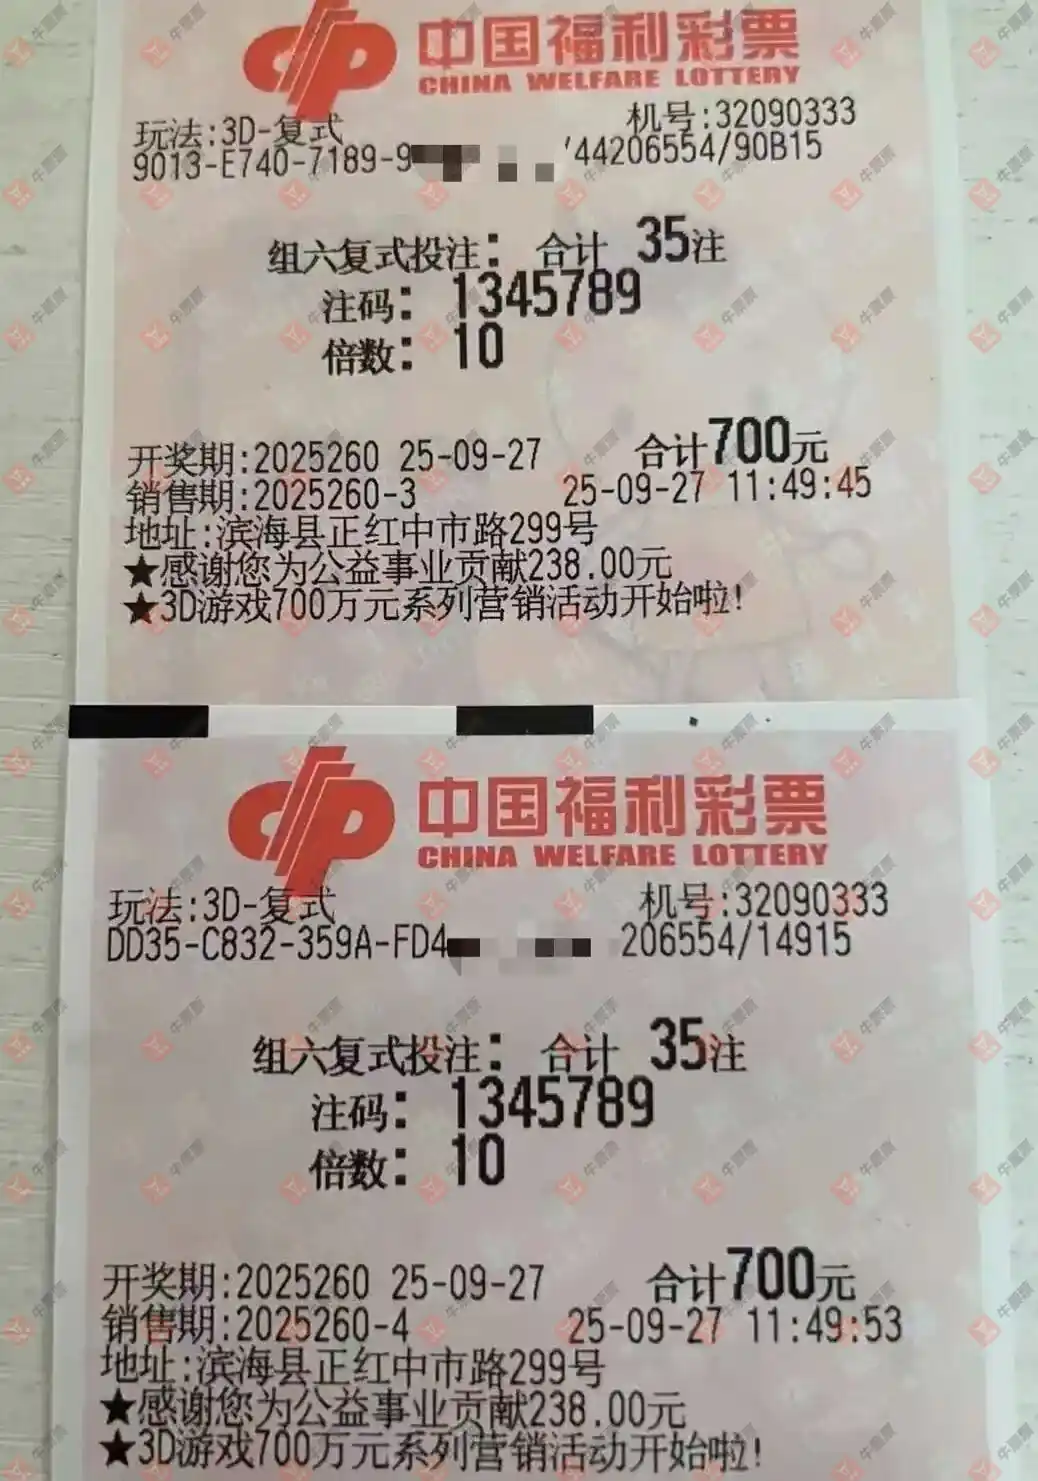 中国福利彩票
CHINA WELFARE LOTTERY
玩法:3D-复式 机号:32090333
9013-E740-7189-9 '44206554/90B15
组六复式投注: 合计 35注
注码: 1345789
倍数: 10
开奖期:2025260 25-09-27 合计700元
销售期:2025260-3 25-09-27 11:49:45
地址:滨海县正红中市路299号
★感谢您为公益事业贡献238.00元
★3D游戏700万元系列营销活动开始啦!
中国福利彩票
CHINA WELFARE LOTTERY
玩法:3D-复式 机号:32090333
DD35-C832-359A-FD4 206554/14915
组六复式投注: 合计 35注
注码: 1345789
倍数: 10
开奖期:2025260 25-09-27 合计700元
销售期:2025260-4 25-09-27 11:49:53
地址:滨海县正红中市路299号
★感谢您为公益事业贡献238.00元
★3D游戏700万元系列营销活动开始啦!